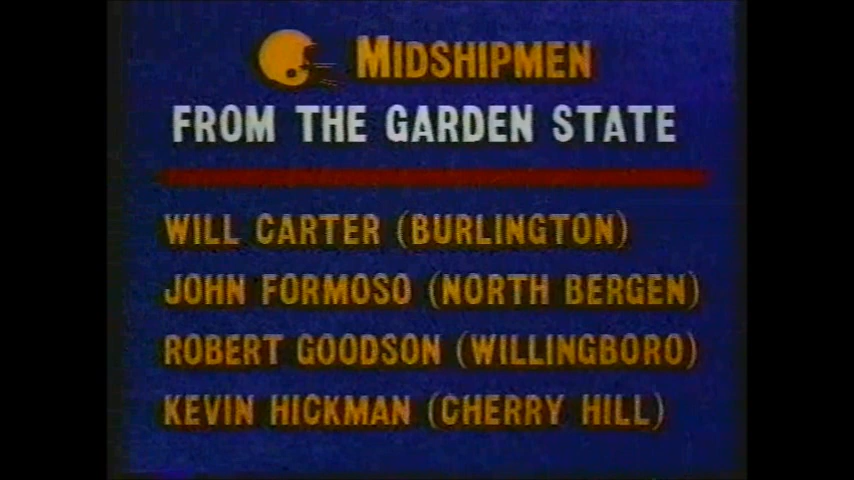 MIDSHIPMEN
FROM THE GARDEN STATE
WILL CARTER (BURLINGTON)
JOHN FORMOSO (NORTH BERGEN)
ROBERT GOODSON (WILLINGBORO)
KEVIN HICKMAN (CHERRY HILL)